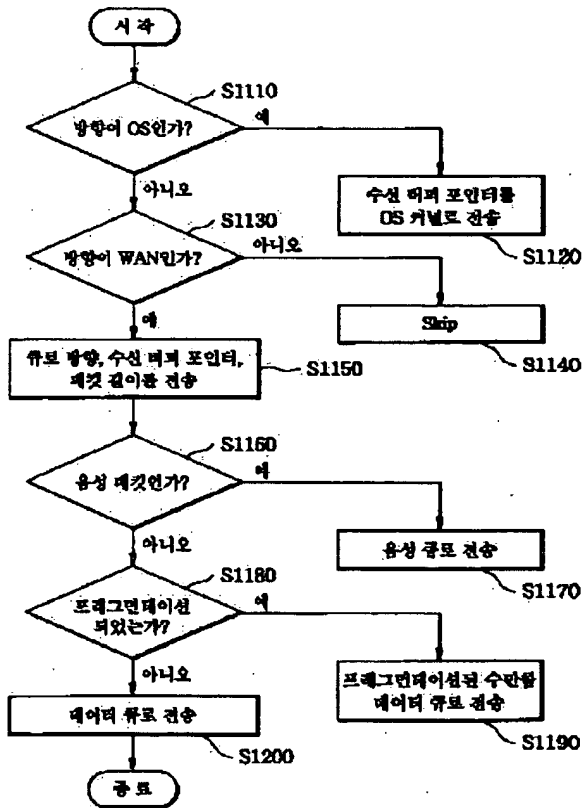 시 작
S1110
방향이 OS인가?
예
아니오
수신 버퍼 포인터를
OS 커널로 전송
S1120
S1130
방향이 WAN인가?
아니오
예
Skip
S1140
큐브 방향, 수신 버퍼 포인터,
패킷 길이를 전송
S1150
S1160
음성 패킷인가?
예
아니오
음성 큐로 전송
S1170
S1180
프래그먼테이션
되었는가?
예
아니오
프래그먼테이션된 수만큼
데이터 큐로 전송
S1190
데이터 큐로 전송
S1200
종 료